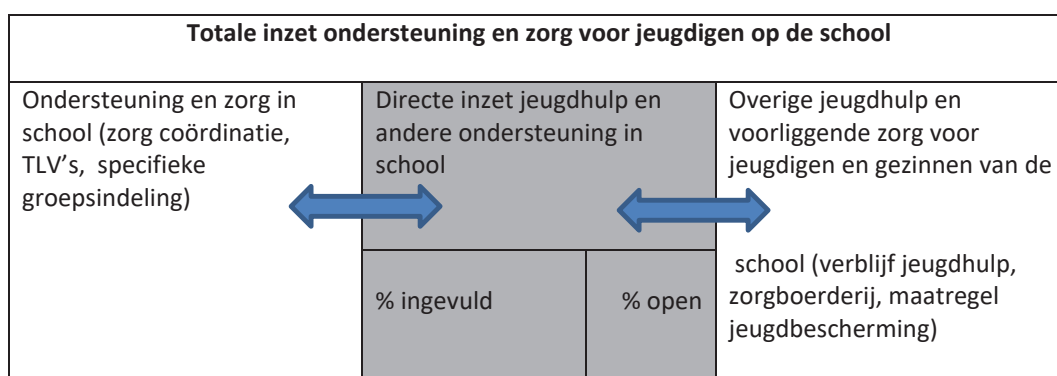 Totale inzet ondersteuning en zorg voor jeugdigen op de school
Ondersteuning en zorg in
school (zorg coördinatie,
TLV’s,  specifieke
groepsindeling)
Directe inzet jeugdhulp en
andere ondersteuning in
school
% ingevuld
% open
Overige jeugdhulp en
voorliggende zorg voor
jeugdigen en gezinnen van de
school (verblijf jeugdhulp,
zorgboerderij, maatregel
jeugdbescherming)